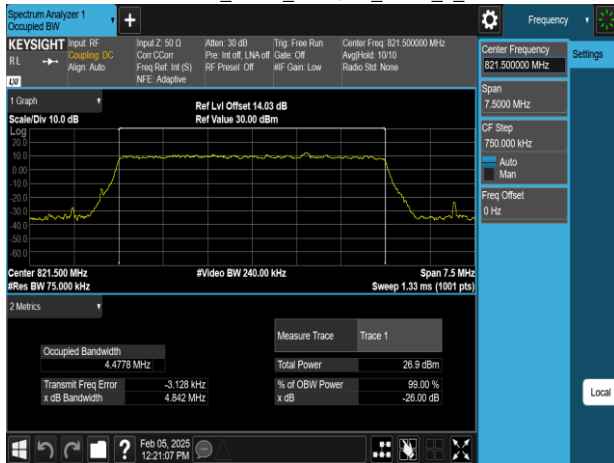 Spectrum Analyzer 1
Occupied BW
+
Frequency
KEYSIGHT
RL
LXI
Input: RF
Coupling: DC
Align: Auto
Input Z: 50 Ω
Corr CCorr
Freq Ref: Int (S)
NFE: Adaptive
Atten: 30 dB
Pre: Int off, LNA off
RF Preset: Off
Trig: Free Run
Gate: Off
#IF Gain: Low
Center Freq: 821.500000 MHz
Avg|Hold: 10/10
Radio Std: None
Center Frequency
821.500000 MHz
Settings
Span
7.5000 MHz
CF Step
750.000 kHz
Auto
Man
Freq Offset
0 Hz
1 Graph
Scale/Div 10.0 dB
Ref Lvl Offset 14.03 dB
Ref Value 30.00 dBm
Log
20.0
10.0
0.00
-10.0
-20.0
-30.0
-40.0
-50.0
-60.0
Center 821.500 MHz
#Video BW 240.00 kHz
Span 7.5 MHz
#Res BW 75.000 kHz
Sweep 1.33 ms (1001 pts)
2 Metrics
Measure Trace Trace 1
Occupied Bandwidth
4.4778 MHz
Total Power 26.9 dBm
Transmit Freq Error -3.128 kHz
% of OBW Power 99.00 %
x dB Bandwidth 4.842 MHz
x dB -26.00 dB
Local
?
Feb 05, 2025
12:21:07 PM